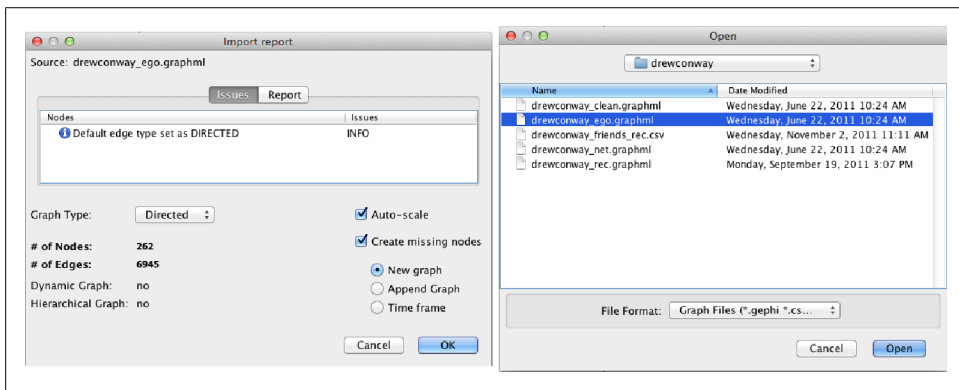 Import report
Source: drewconway_ego.graphml
Issues Report
Nodes Issues
Default edge type set as DIRECTED INFO
Graph Type: Directed
Auto-scale
# of Nodes: 262
Create missing nodes
# of Edges: 6945
New graph
Dynamic Graph: no
Append Graph
Hierarchical Graph: no
Time frame
Cancel OK
Open
drewconway
Name Date Modified
drewconway_clean.graphml Wednesday, June 22, 2011 10:24 AM
drewconway_ego.graphml Wednesday, June 22, 2011 10:24 AM
drewconway_friends_rec.csv Wednesday, November 2, 2011 11:11 AM
drewconway_net.graphml Wednesday, June 22, 2011 10:24 AM
drewconway_rec.graphml Monday, September 19, 2011 3:07 PM
File Format: Graph Files (*.gephi *.cs...
Cancel Open